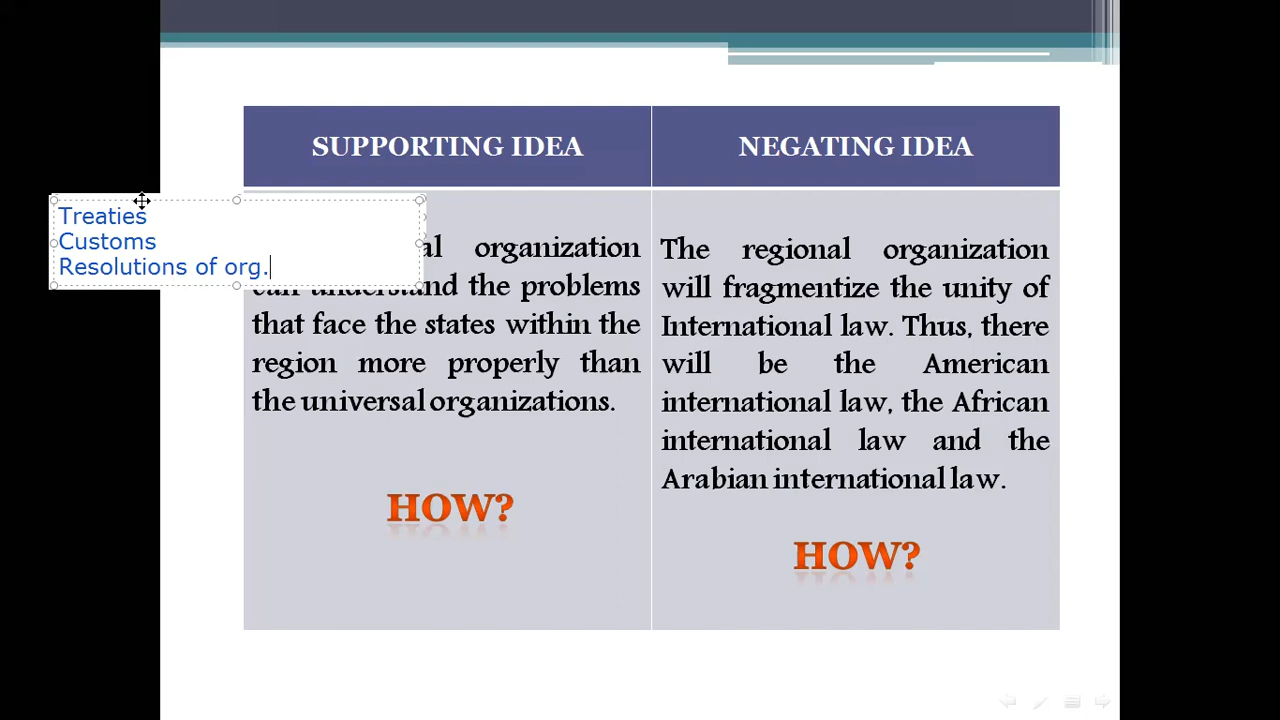 SUPPORTING IDEA
NEGATING IDEA
Treaties
Customs
Resolutions of org.
organization
the problems
that face the states within the
region more properly than
the universal organizations.
HOW?
The regional organization
will fragmentize the unity of
International law. Thus, there
will be the American
international law, the African
international law and the
Arabian international law.
HOW?